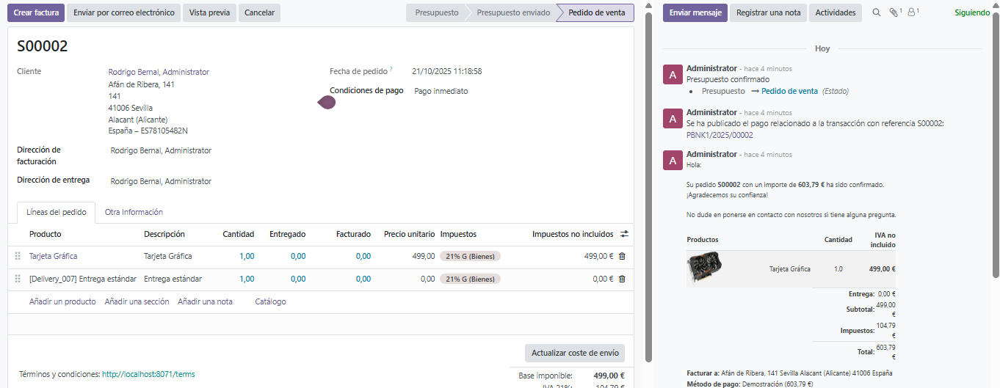 Crear factura Enviar por correo electrónico Vista previa Cancelar Presupuesto Presupuesto enviado Pedido de venta
S00002
Cliente Rodrigo Bernal, Administrator
Afán de Ribera, 141
141
41006 Sevilla
Alacant (Alicante)
España – ES78105482N
Fecha de pedido ? 21/10/2025 11:18:58
Condiciones de pago Pago inmediato
Dirección de
facturación
Rodrigo Bernal, Administrator
Dirección de entrega Rodrigo Bernal, Administrator
Líneas del pedido Otra Información
Producto Descripción Cantidad Entregado Facturado Precio unitario Impuestos Impuestos no incluidos
Tarjeta Gráfica Tarjeta Gráfica 1,00 0,00 0,00 499,00 21% G (Bienes) 499,00 €
[Delivery_007] Entrega estándar Entrega estándar 1,00 0,00 0,00 0,00 21% G (Bienes) 0,00 €
Añadir un producto Añadir una sección Añadir una nota Catálogo
Actualizar coste de envío
Términos y condiciones: http://localhost:8071/terms
Base imponible: 499,00 €
IVA 21%: 104,79 €
Enviar mensaje Registrar una nota Actividades 1 1 Siguiendo
Hoy
A
Administrator - hace 4 minutos
Presupuesto confirmado
• Presupuesto → Pedido de venta (Estado)
A
Administrator - hace 4 minutos
Se ha publicado el pago relacionado a la transacción con referencia S00002:
PBNK1/2025/00002
A
Administrator - hace 4 minutos
Hola:
Su pedido S00002 con un importe de 603,79 € ha sido confirmado.
¡Agradecemos su confianza!
No dude en ponerse en contacto con nosotros si tiene alguna pregunta.
Productos Cantidad IVA no
incluido
Tarjeta Gráfica 1.0 499,00 €
Entrega: 0,00 €
Subtotal: 499,00
€
Impuestos: 104,79
€
Total: 603,79
€
Facturar a: Afán de Ribera, 141 Sevilla Alacant (Alicante) 41006 España
Método de pago: Demostración (603,79 €)